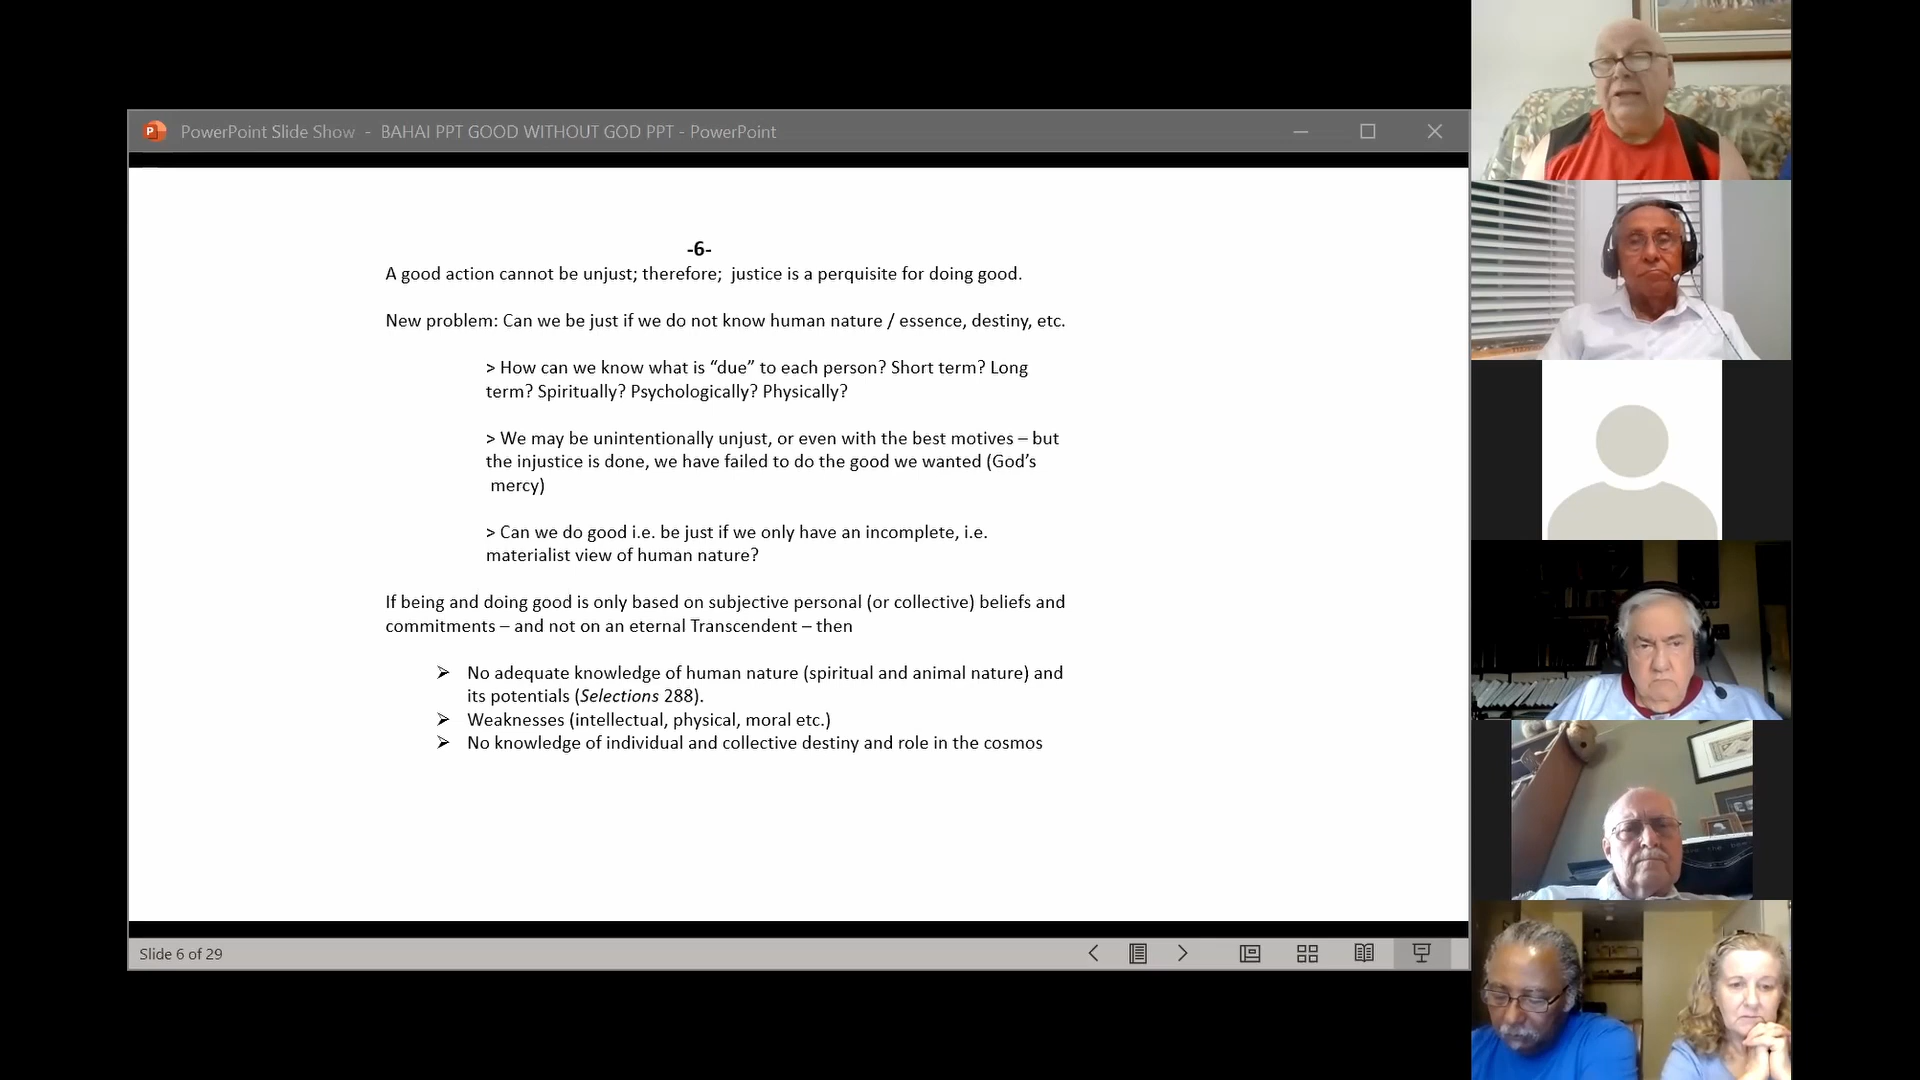 PowerPoint Slide Show - BAHAI PPT GOOD WITHOUT GOD PPT - PowerPoint
-6-
A good action cannot be unjust; therefore; justice is a perquisite for doing good.
New problem: Can we be just if we do not know human nature / essence, destiny, etc.
> How can we know what is “due” to each person? Short term? Long
term? Spiritually? Psychologically? Physically?
> We may be unintentionally unjust, or even with the best motives – but
the injustice is done, we have failed to do the good we wanted (God’s
mercy)
> Can we do good i.e. be just if we only have an incomplete, i.e.
materialist view of human nature?
If being and doing good is only based on subjective personal (or collective) beliefs and
commitments – and not on an eternal Transcendent – then
➢ No adequate knowledge of human nature (spiritual and animal nature) and
its potentials (Selections 288).
➢ Weaknesses (intellectual, physical, moral etc.)
➢ No knowledge of individual and collective destiny and role in the cosmos
Slide 6 of 29